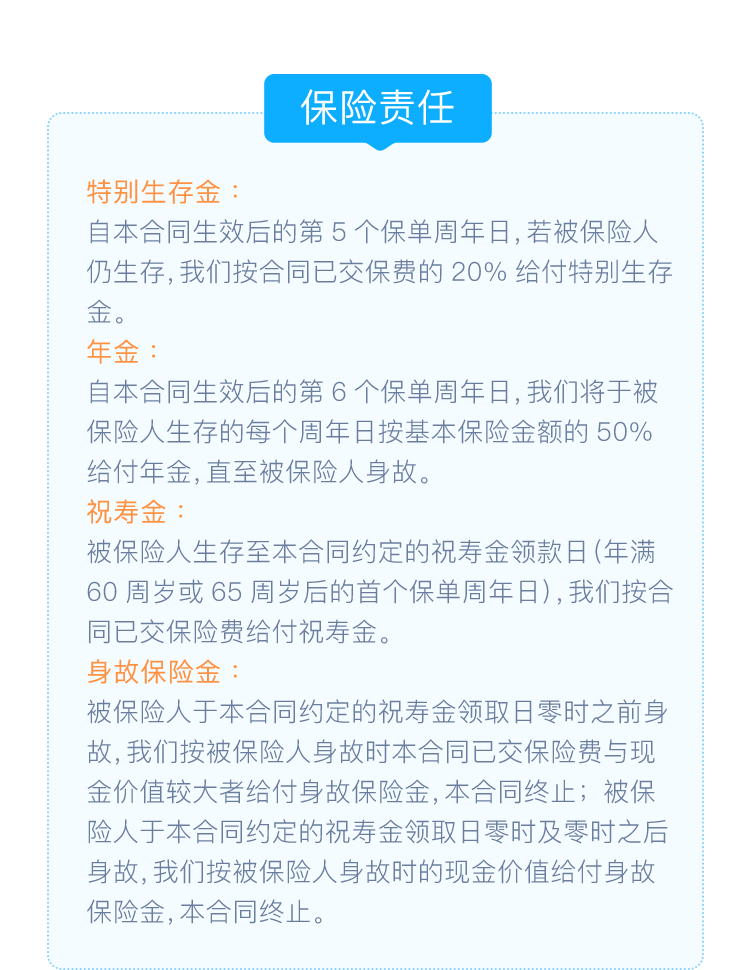 保险责任
特别生存金：
自本合同生效后的第 5 个保单周年日，若被保险人
仍生存，我们按合同已交保费的 20% 给付特别生存
金。
年金：
自本合同生效后的第 6 个保单周年日，我们将于被
保险人生存的每个周年日按基本保险金额的 50%
给付年金，直至被保险人身故。
祝寿金：
被保险人生存至本合同约定的祝寿金领款日（年满
60 周岁或 65 周岁后的首个保单周年日），我们按合
同已交保险费给付祝寿金。
身故保险金：
被保险人于本合同约定的祝寿金领取日零时之前身
故，我们按被保险人身故时本合同已交保险费与现
金价值较大者给付身故保险金，本合同终止；被保
险人于本合同约定的祝寿金领取日零时及零时之后
身故，我们按被保险人身故时的现金价值给付身故
保险金，本合同终止。